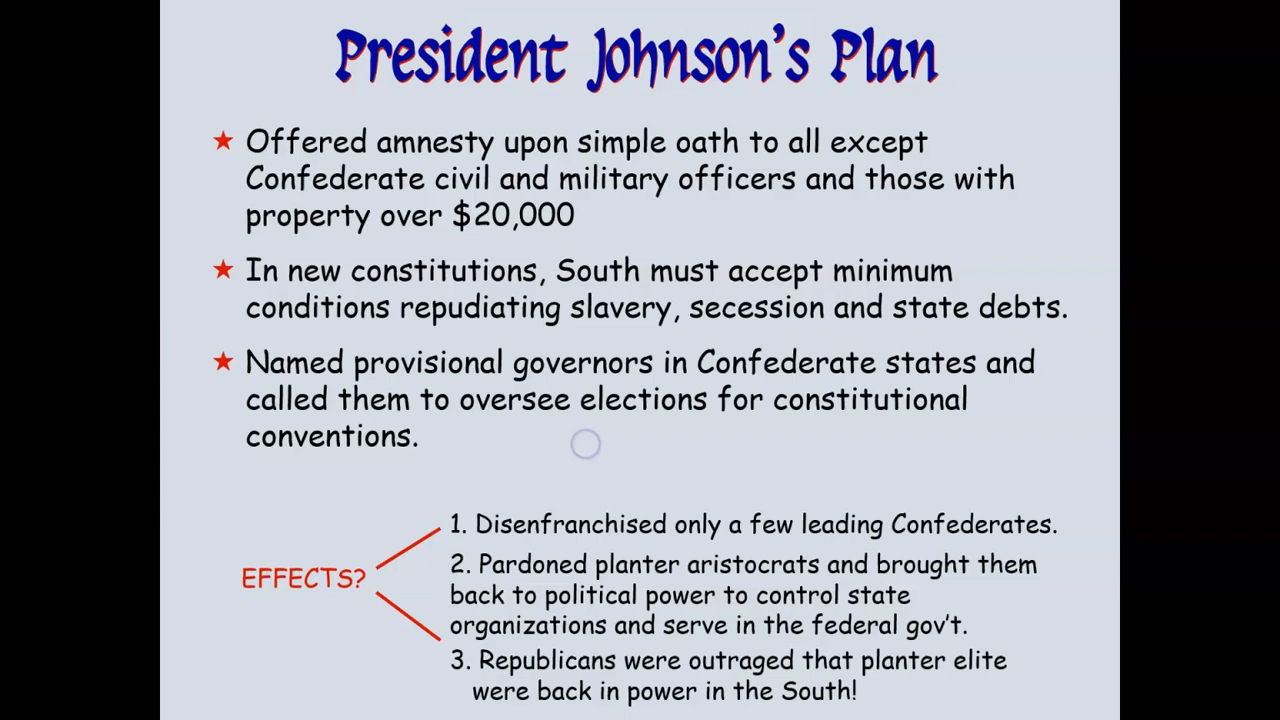 President Johnson's Plan
★ Offered amnesty upon simple oath to all except
Confederate civil and military officers and those with
property over $20,000
★ In new constitutions, South must accept minimum
conditions repudiating slavery, secession and state debts.
★ Named provisional governors in Confederate states and
called them to oversee elections for constitutional
conventions.
EFFECTS?
1. Disenfranchised only a few leading Confederates.
2. Pardoned planter aristocrats and brought them
back to political power to control state
organizations and serve in the federal gov't.
3. Republicans were outraged that planter elite
were back in power in the South!